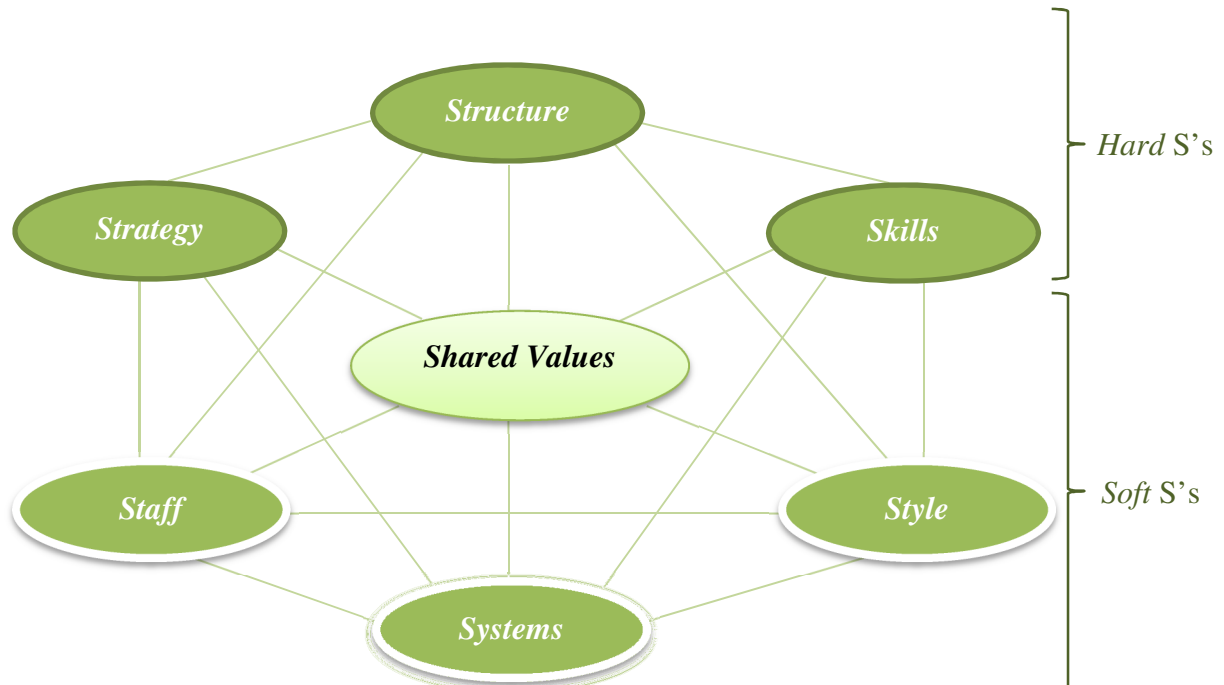 Structure
Hard S’s
Strategy
Skills
Shared Values
Soft S’s
Staff
Style
Systems